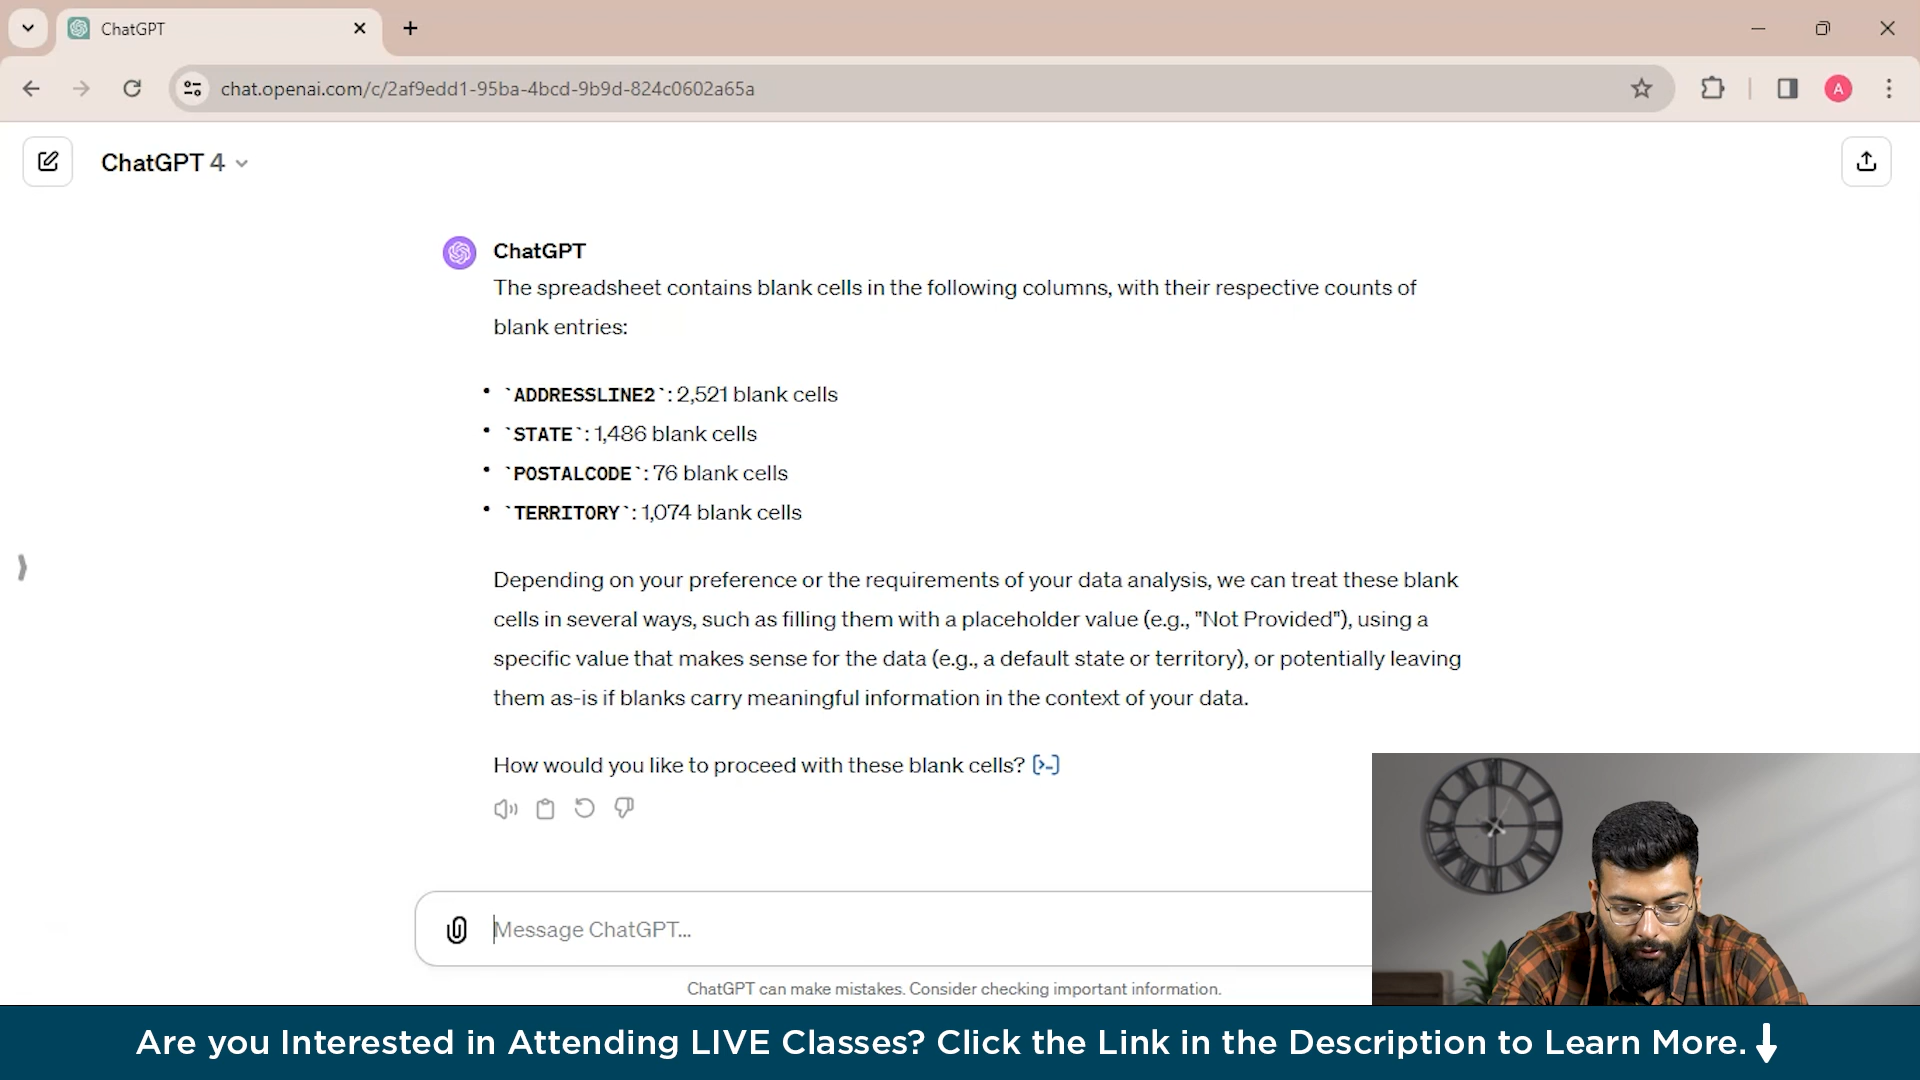 ChatGPT
chat.openai.com/c/2af9edd1-95ba-4bcd-9b9d-824c0602a65a
A
ChatGPT 4
ChatGPT
The spreadsheet contains blank cells in the following columns, with their respective counts of
blank entries:
• `ADDRESSLINE2`: 2,521 blank cells
• `STATE`: 1,486 blank cells
• `POSTALCODE`: 76 blank cells
• `TERRITORY`: 1,074 blank cells
Depending on your preference or the requirements of your data analysis, we can treat these blank
cells in several ways, such as filling them with a placeholder value (e.g., "Not Provided"), using a
specific value that makes sense for the data (e.g., a default state or territory), or potentially leaving
them as-is if blanks carry meaningful information in the context of your data.
How would you like to proceed with these blank cells? [>-]
Message ChatGPT...
ChatGPT can make mistakes. Consider checking important information.
Are you Interested in Attending LIVE Classes? Click the Link in the Description to Learn More.